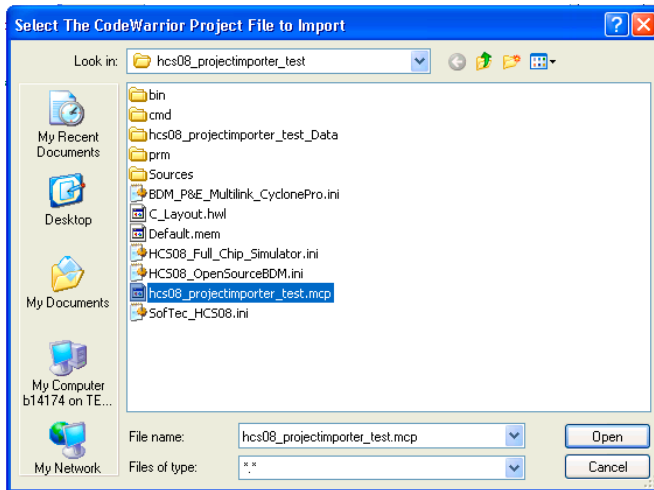 Select The CodeWarrior Project File to Import
Look in: hcs08_projectimporter_test
My Recent
Documents
Desktop
My Documents
My Computer
b14174 on TE...
My Network
bin
cmd
hcs08_projectimporter_test_Data
prm
Sources
BDM_P&E_Multilink_CyclonePro.ini
C_Layout.hwl
Default.mem
HCS08_Full_Chip_Simulator.ini
HCS08_OpenSourceBDM.ini
hcs08_projectimporter_test.mcp
SofTec_HCS08.ini
File name: hcs08_projectimporter_test.mcp Open
Files of type: *.* Cancel